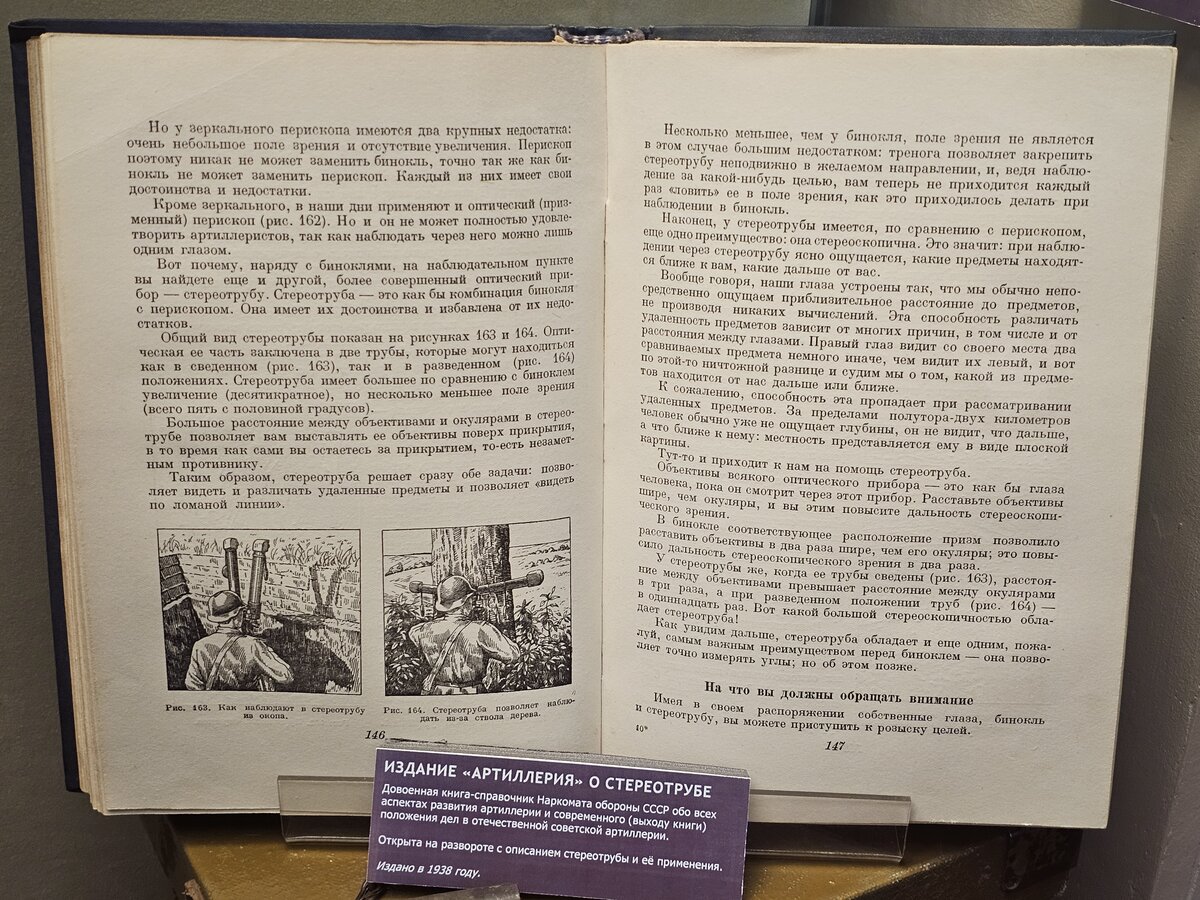 Но у зеркального перископа имеются два крупных недостатка:
очень небольшое поле зрения и отсутствие увеличения. Перископ
поэтому никак не может заменить бинокль, точно так же как би-
нокль не может заменить перископ. Каждый из них имеет свои
достоинства и недостатки.
Кроме зеркального, в наши дни применяют и оптический (приз-
менный) перископ (рис. 162). Но и он не может полностью удовле-
творить артиллеристов, так как наблюдать через него можно лишь
одним глазом.
Вот почему, наряду с биноклями, на наблюдательном пункте
вы найдете еще и другой, более совершенный оптический при-
бор — стереотрубу. Стереотруба — это как бы комбинация бинокля
с перископом. Она имеет их достоинства и избавлена от их недо-
статков.
Общий вид стереотрубы показан на рисунках 163 и 164. Опти-
ческая ее часть заключена в две трубы, которые могут находиться
как в сведенном (рис. 163), так и в разведенном (рис. 164)
положениях. Стереотруба имеет большее по сравнению с биноклем
увеличение (десятикратное), но несколько меньшее поле зрения
(всего пять с половиной градусов).
Большое расстояние между объективами и окулярами в стерео-
трубе позволяет вам выставлять ее объективы поверх прикрытия,
в то время как сами вы остаетесь за прикрытием, то-есть незамет-
ным противнику.
Таким образом, стереотруба решает сразу обе задачи: позво-
ляет видеть и различать удаленные предметы и позволяет «видеть
по ломаной линии».
Рис. 163. Как наблюдают в стереотрубу
из окопа.
Рис. 164. Стереотруба позволяет наблю-
дать из-за ствола дерева.
146
Несколько меньшее, чем у бинокля, поле зрения не является
в этом случае большим недостатком: тренога позволяет закрепить
стереотрубу неподвижно в желаемом направлении, и, ведя наблю-
дение за какой-нибудь целью, вам теперь не приходится каждый
раз «ловить» ее в поле зрения, как это приходилось делать при
наблюдении в бинокль.
Наконец, у стереотрубы имеется, по сравнению с перископом,
еще одно преимущество: она стереоскопична. Это значит: при наблю-
дении через стереотрубу ясно ощущается, какие предметы находят-
ся ближе к вам, какие дальше от вас.
Вообще говоря, наши глаза устроены так, что мы обычно непо-
средственно ощущаем приблизительное расстояние до предметов,
не производя никаких вычислений. Эта способность различать
удаленность предметов зависит от многих причин, в том числе и от
расстояния между глазами. Правый глаз видит со своего места два
сравниваемых предмета немного иначе, чем видит их левый, и вот
по этой-то ничтожной разнице и судим мы о том, какой из предме-
тов находится от нас дальше или ближе.
К сожалению, способность эта пропадает при рассматривании
удаленных предметов. За пределами полутора-двух километров
человек обычно уже не ощущает глубины, он не видит, что дальше,
а что ближе к нему: местность представляется ему в виде плоской
картины.
Тут-то и приходит к нам на помощь стереотруба.
Объективы всякого оптического прибора — это как бы глаза
человека, пока он смотрит через этот прибор. Расставьте объективы
шире, чем окуляры, и вы этим повысите дальность стереоскопи-
ческого зрения.
В бинокле соответствующее расположение призм позволило
расставить объективы в два раза шире, чем его окуляры; это повы-
сило дальность стереоскопического зрения в два раза.
У стереотрубы же, когда ее трубы сведены (рис. 163), расстоя-
ние между объективами превышает расстояние между окулярами
в три раза, а при разведенном положении труб (рис. 164) —
в одиннадцать раз. Вот какой большой стереоскопичностью обла-
дает стереотруба!
Как увидим дальше, стереотруба обладает и еще одним, пожа-
луй, самым важным преимуществом перед биноклем — она позво-
ляет точно измерять углы; но об этом позже.
На что вы должны обращать внимание
Имея в своем распоряжении собственные глаза, бинокль
и стереотрубу, вы можете приступить к розыску целей.
10*
147
ИЗДАНИЕ «АРТИЛЛЕРИЯ» О СТЕРЕОТРУБЕ
Довоенная книга-справочник Наркомата обороны СССР обо всех
аспектах развития артиллерии и современного (выходу книги)
положения дел в отечественной советской артиллерии.
Открыта на развороте с описанием стереотрубы и её применения.
Издано в 1938 году.